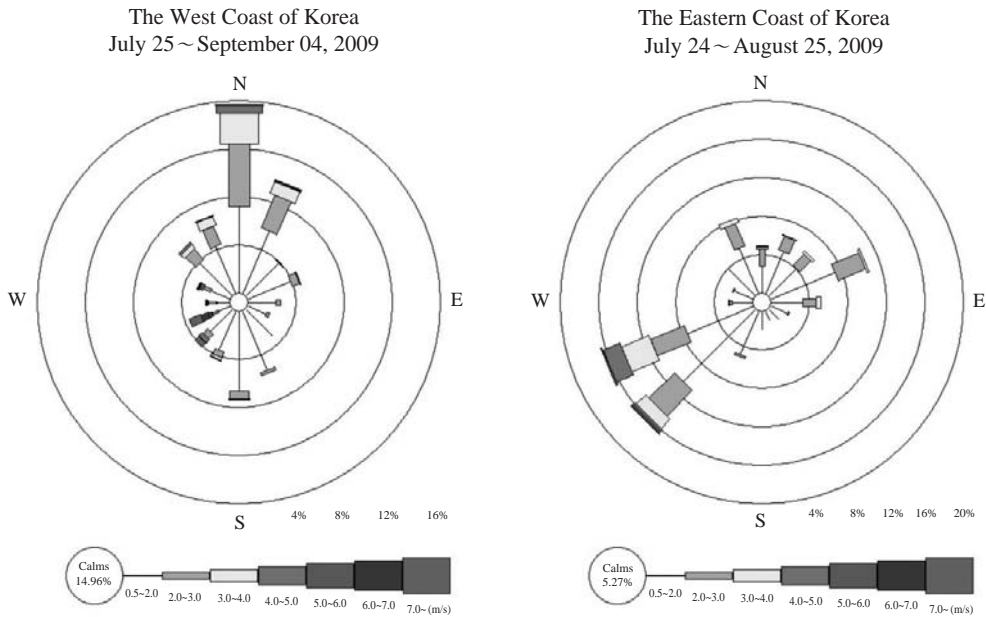 The West Coast of Korea
July 25~September 04, 2009
N
W
E
S
4% 8% 12% 16%
Calms
14.96%
0.5~2.0 2.0~3.0 3.0~4.0 4.0~5.0 5.0~6.0 6.0~7.0 7.0~ (m/s)
The Eastern Coast of Korea
July 24~August 25, 2009
N
W
E
S
4% 8% 12% 16% 20%
Calms
5.27%
0.5~2.0 2.0~3.0 3.0~4.0 4.0~5.0 5.0~6.0 6.0~7.0 7.0~ (m/s)